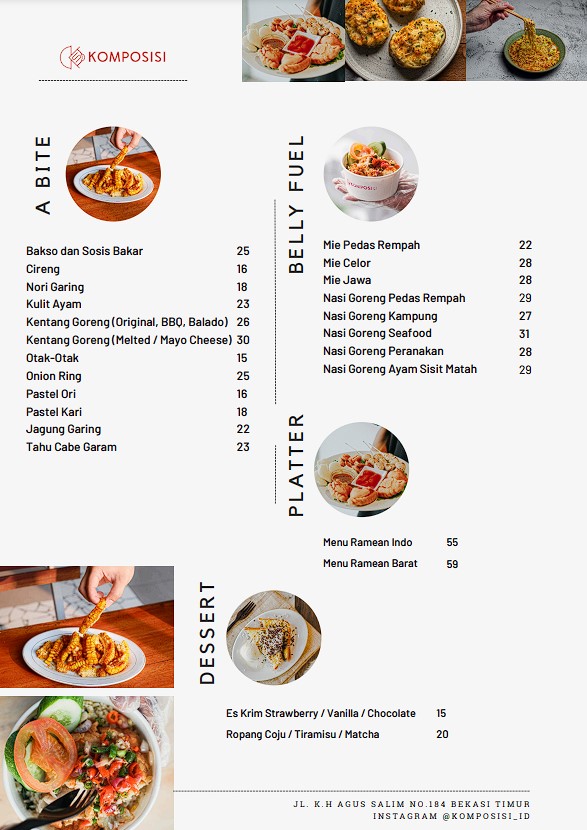 KOMPOSISI
A BITE
Bakso dan Sosis Bakar 25
Cireng 16
Nori Garing 18
Kulit Ayam 23
Kentang Goreng (Original, BBQ, Balado) 26
Kentang Goreng (Melted / Mayo Cheese) 30
Otak-Otak 15
Onion Ring 25
Pastel Ori 16
Pastel Kari 18
Jagung Garing 22
Tahu Cabe Garam 23
BELLY FUEL
KOMPOSISI
Mie Pedas Rempah 22
Mie Celor 28
Mie Jawa 28
Nasi Goreng Pedas Rempah 29
Nasi Goreng Kampung 27
Nasi Goreng Seafood 31
Nasi Goreng Peranakan 28
Nasi Goreng Ayam Sisit Matah 29
PLATTER
Menu Ramean Indo 55
Menu Ramean Barat 59
DESSERT
Es Krim Strawberry / Vanilla / Chocolate 15
Ropang Coju / Tiramisu / Matcha 20
JL. K.H AGUS SALIM NO.184 BEKASI TIMUR
INSTAGRAM @KOMPOSISI_ID